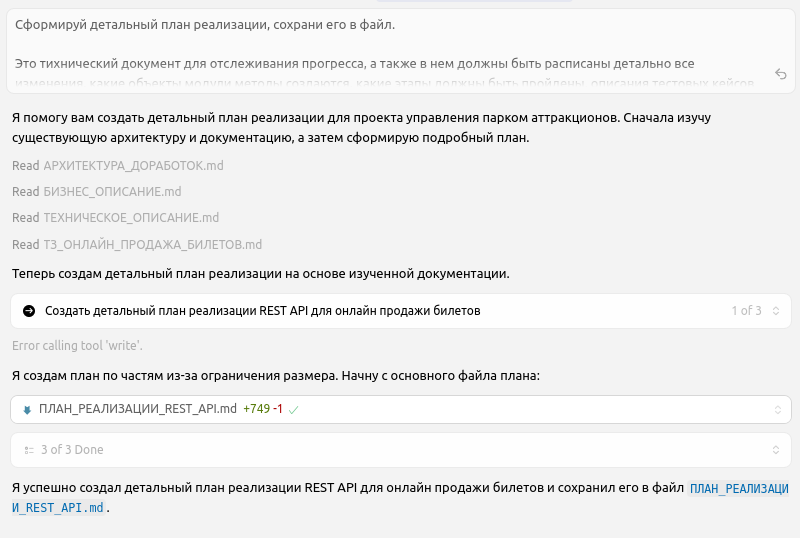 Сформируй детальный план реализации, сохрани его в файл.
Это тихнический документ для отслеживания прогресса, а также в нем должны быть расписаны детально все
изменения, какие объекты модули методы создаются, какие этапы должны быть пройдены, описания тестовых кейсов
Я помогу вам создать детальный план реализации для проекта управления парком аттракционов. Сначала изучу
существующую архитектуру и документацию, а затем сформирую подробный план.
Read АРХИТЕКТУРА_ДОРАБОТОК.md
Read БИЗНЕС_ОПИСАНИЕ.md
Read ТЕХНИЧЕСКОЕ_ОПИСАНИЕ.md
Read ТЗ_ОНЛАЙН_ПРОДАЖА_БИЛЕТОВ.md
Теперь создам детальный план реализации на основе изученной документации.
Создать детальный план реализации REST API для онлайн продажи билетов 1 of 3
Error calling tool 'write'.
Я создам план по частям из-за ограничения размера. Начну с основного файла плана:
ПЛАН_РЕАЛИЗАЦИИ_REST_API.md +749 -1
3 of 3 Done
Я успешно создал детальный план реализации REST API для онлайн продажи билетов и сохранил его в файл ПЛАН_РЕАЛИЗАЦИ
И_REST_API.md.